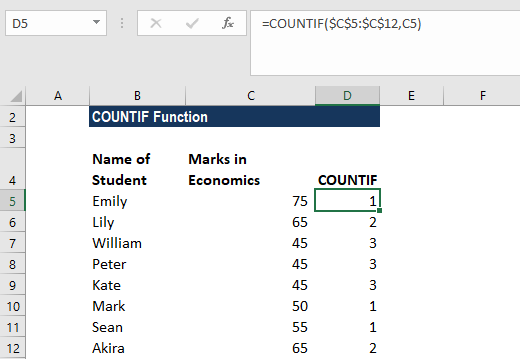 D5 fx =COUNTIF($C$5:$C$12,C5)
A B C D E F
2 COUNTIF Function
3
Name of Marks in
4 Student Economics COUNTIF
5 Emily 75 1
6 Lily 65 2
7 William 45 3
8 Peter 45 3
9 Kate 45 3
10 Mark 50 1
11 Sean 55 1
12 Akira 65 2